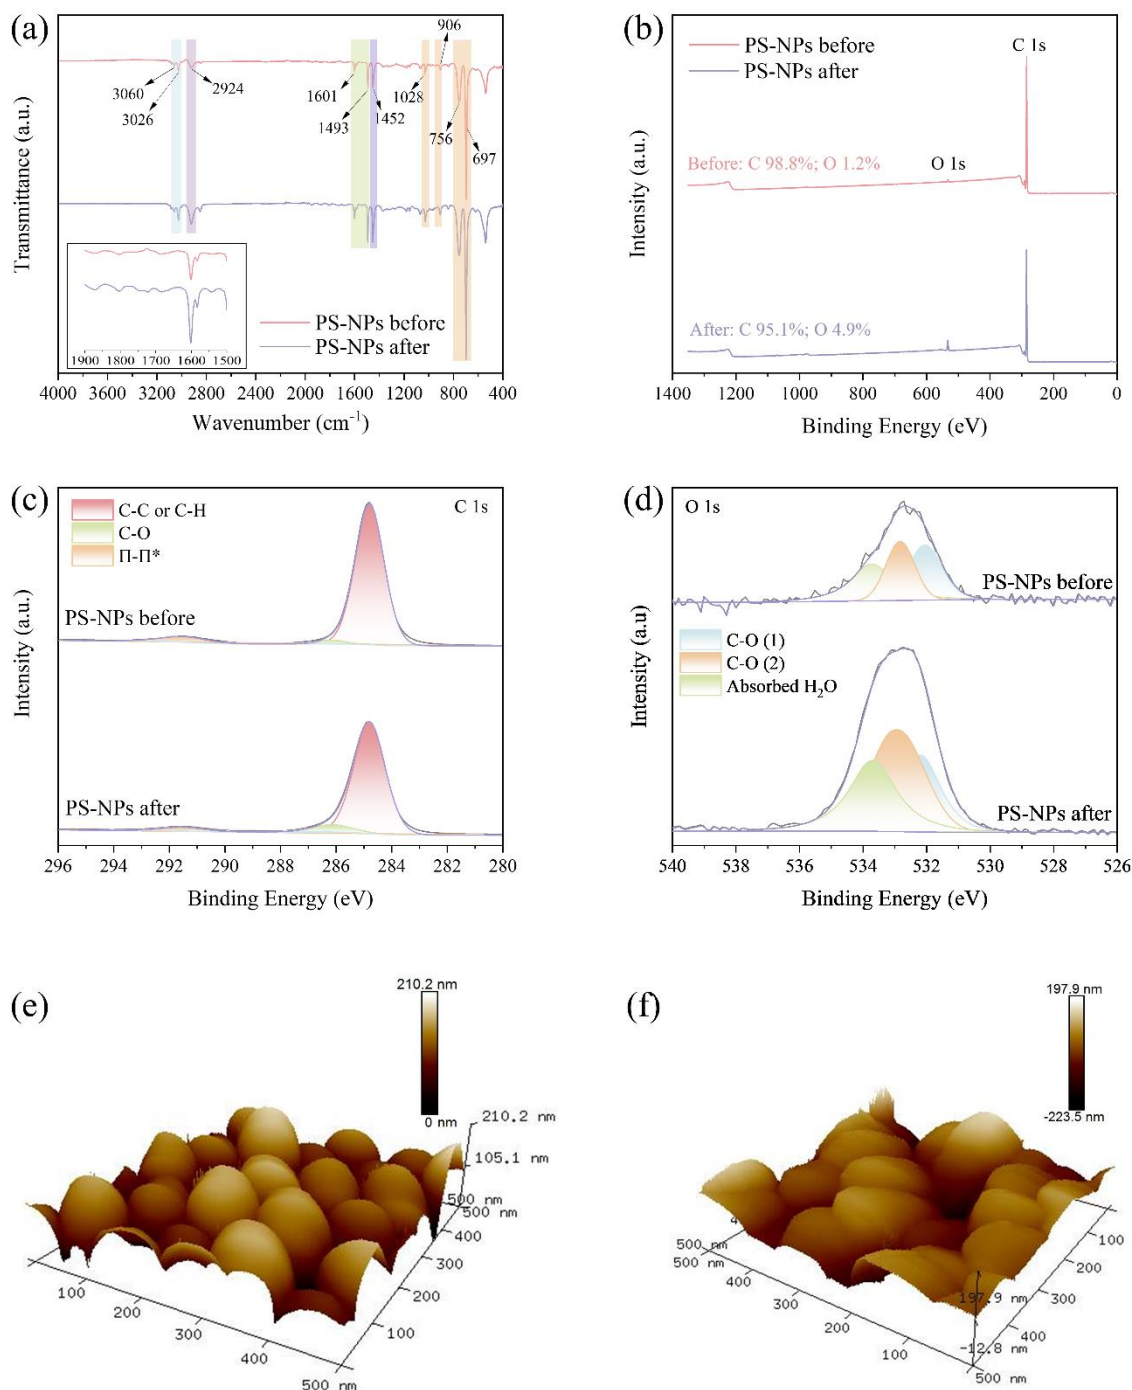 (a)
906
3060
3026
2924
1601
1493
1452
1028
756
697
Transmittance (a.u.)
1900 1800 1700 1600 1500
PS-NPs before
PS-NPs after
4000 3600 3200 2800 2400 2000 1600 1200 800 400
Wavenumber (cm⁻¹)
(b)
PS-NPs before
PS-NPs after
C 1s
Before: C 98.8%; O 1.2%
O 1s
After: C 95.1%; O 4.9%
Intensity (a.u.)
1400 1200 1000 800 600 400 200 0
Binding Energy (eV)
(c)
C-C or C-H
C-O
Π-Π*
C 1s
PS-NPs before
PS-NPs after
Intensity (a.u.)
296 294 292 290 288 286 284 282 280
Binding Energy (eV)
(d)
O 1s
PS-NPs before
C-O (1)
C-O (2)
Absorbed H₂O
PS-NPs after
Intensity (a.u)
540 538 536 534 532 530 528 526
Binding Energy (eV)
(e)
210.2 nm
0 nm
210.2 nm
105.1 nm
500 nm
500 nm
400
300
200
100
100
200
300
400
500 nm
(f)
197.9 nm
-223.5 nm
500 nm
500 nm
400
200
100
100
200
300
400
500 nm
197.9 nm
-12.8 nm